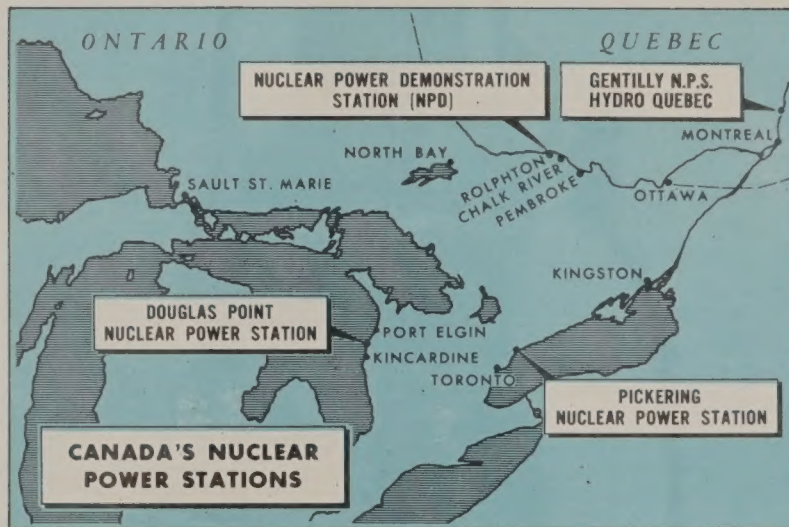 ONTARIO
QUEBEC
NUCLEAR POWER DEMONSTRATION
STATION (NPD)
GENTILLY N.P.S.
HYDRO QUEBEC
MONTREAL
NORTH BAY
ROLPHTON
CHALK RIVER
PEMBROKE
OTTAWA
SAULT ST. MARIE
KINGSTON
DOUGLAS POINT
NUCLEAR POWER STATION
PORT ELGIN
KINCARDINE
TORONTO
PICKERING
NUCLEAR POWER STATION
CANADA'S NUCLEAR
POWER STATIONS